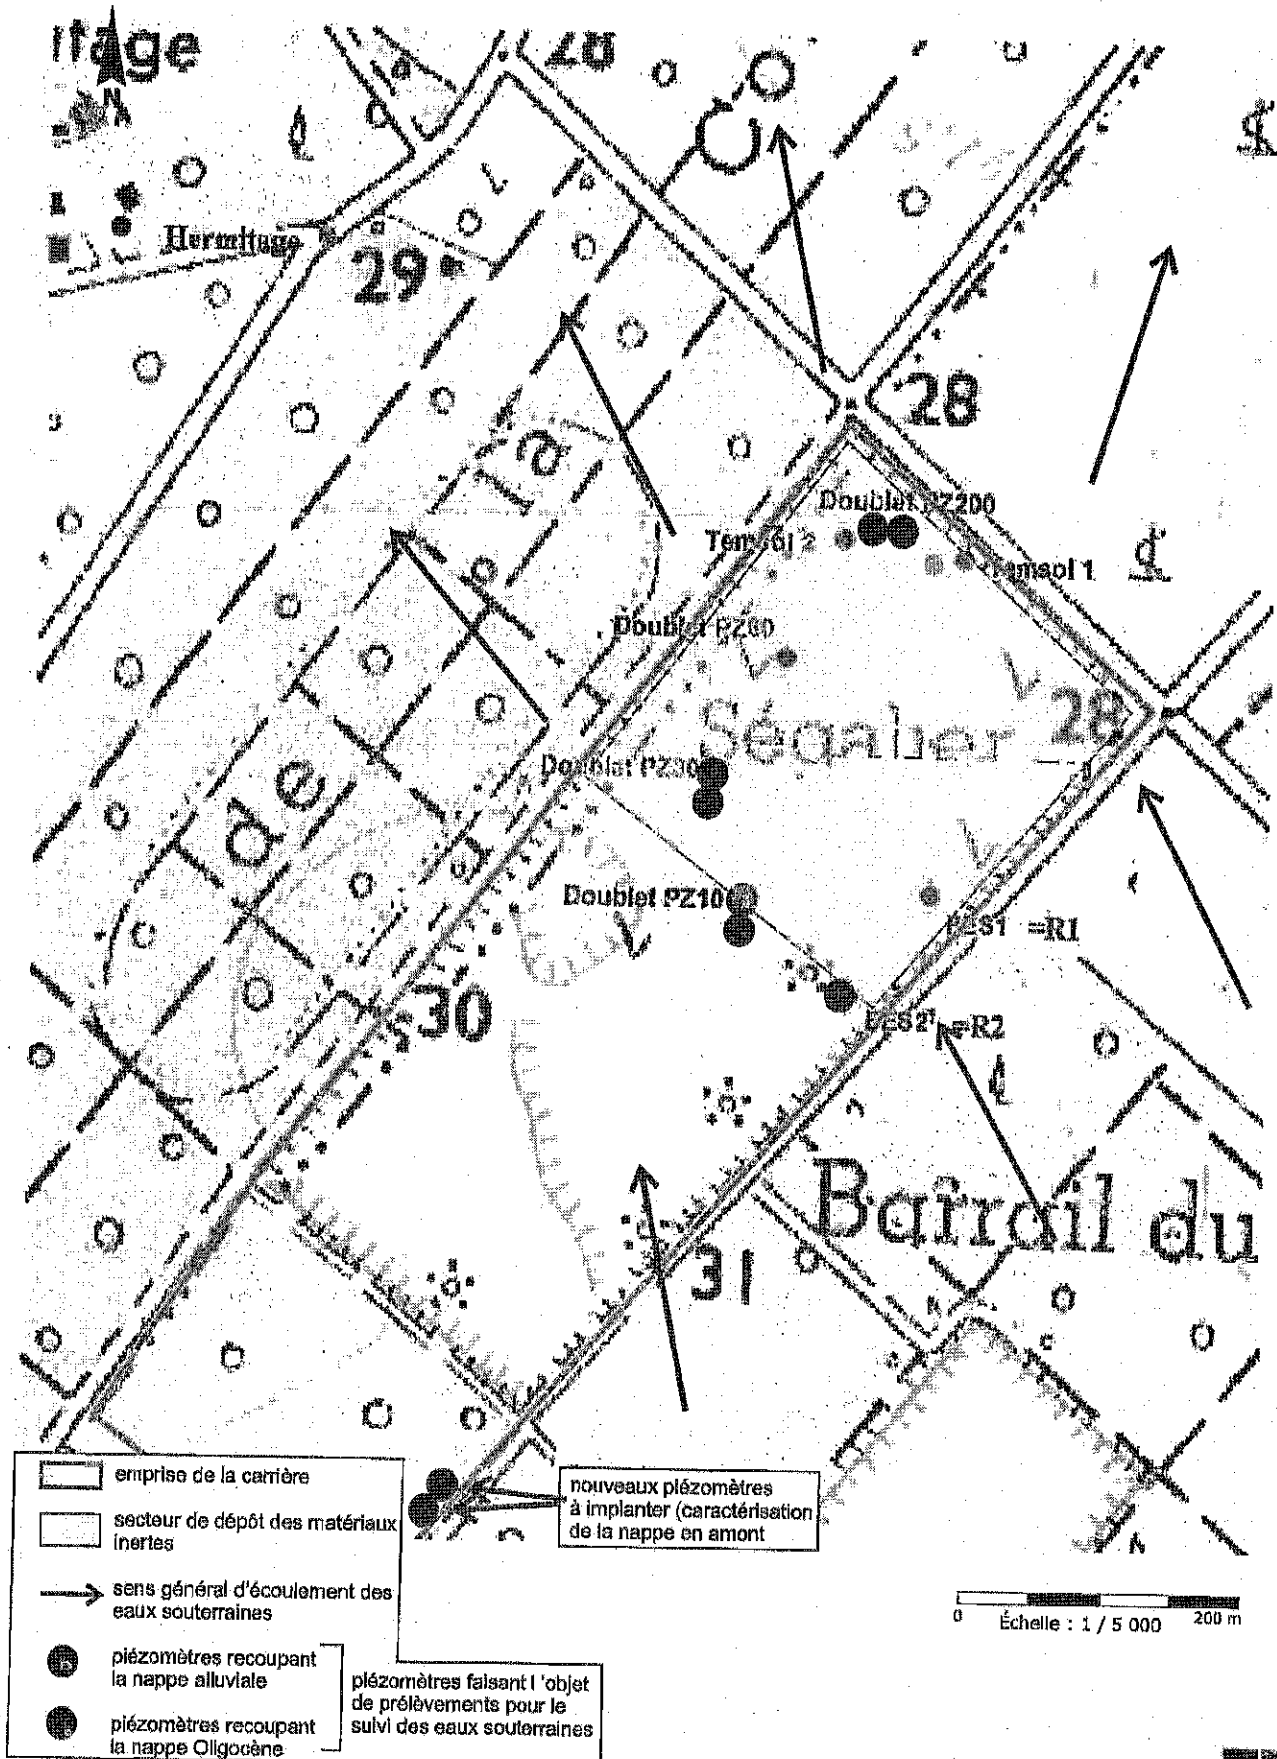 N
28
Hermitage
29
28
la
Doublet PZ200
Temsol 2
Temsol 1
Doublet PZ60
Ségalier
28
Doublet PZ30
de
Doublet PZ10
PES1 =R1
30
PES2 =R2
Barrail du
31
emprise de la carrière
secteur de dépôt des matériaux
inertes
sens général d'écoulement des
eaux souterraines
piézomètres recoupant
la nappe alluviale
piézomètres recoupant
la nappe Oligocène
piézomètres faisant l 'objet
de prélèvements pour le
suivi des eaux souterraines
nouveaux piézomètres
à implanter (caractérisation
de la nappe en amont
0
Échelle : 1 / 5 000
200 m